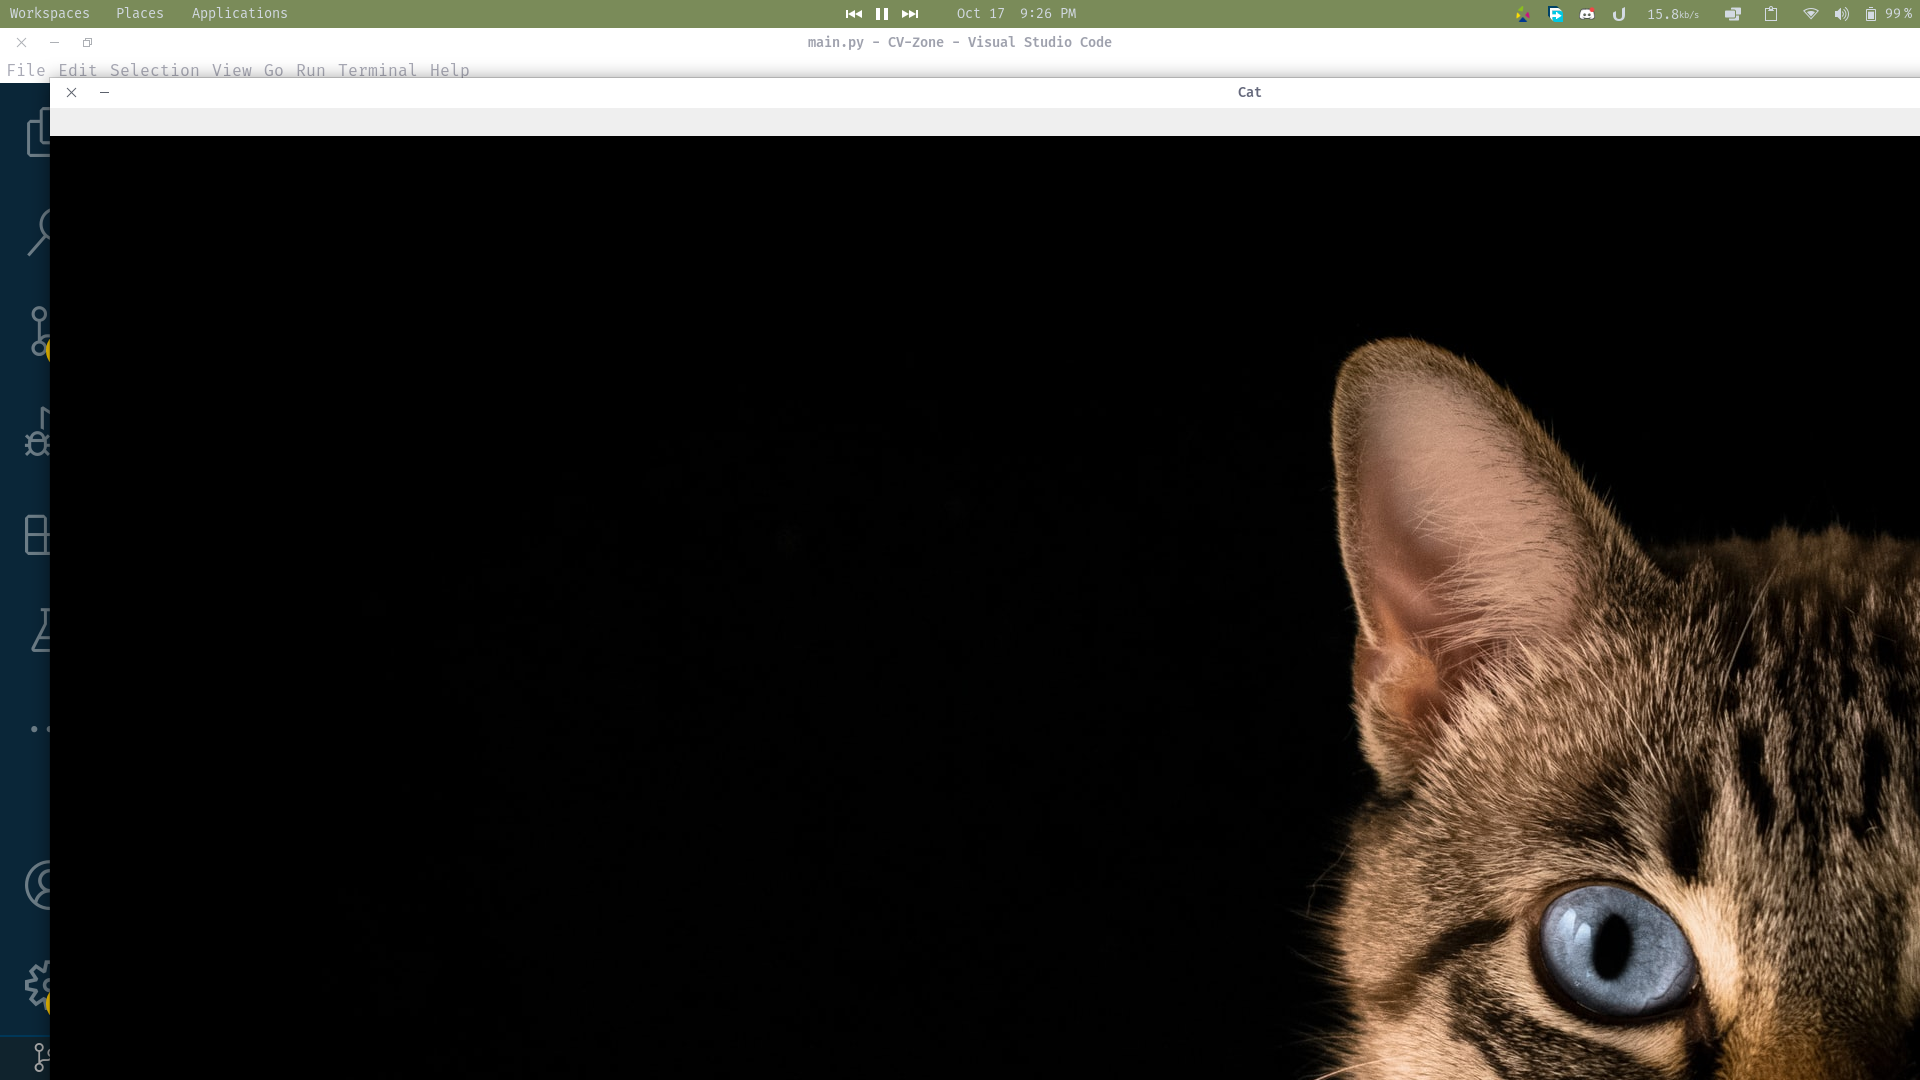 Workspaces Places Applications Oct 17 9:26 PM 15.8kb/s 99%
main.py - CV-Zone - Visual Studio Code
File Edit Selection View Go Run Terminal Help
Cat